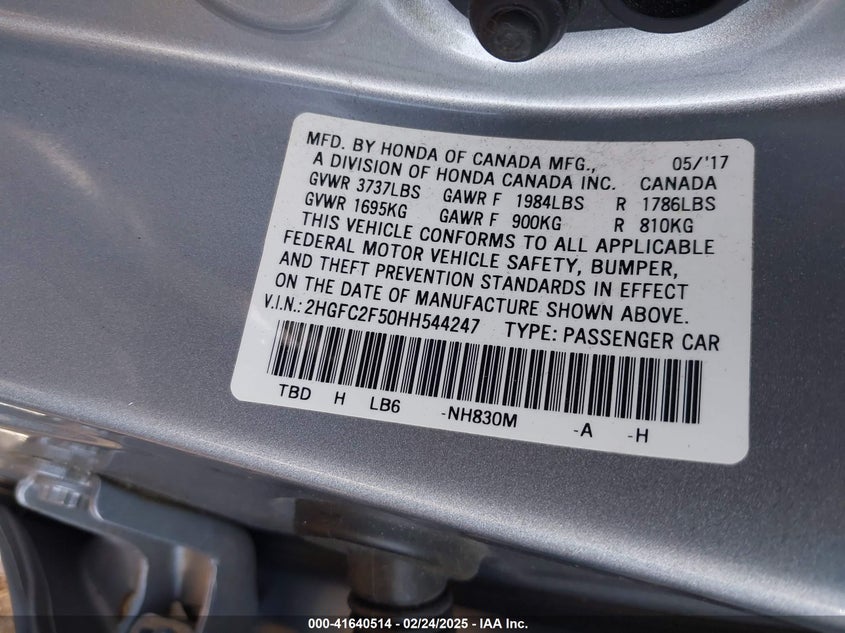 MFD. BY HONDA OF CANADA MFG., 05/'17
A DIVISION OF HONDA CANADA INC. CANADA
GVWR 3737LBS GAWR F 1984LBS R 1786LBS
GVWR 1695KG GAWR F 900KG R 810KG
THIS VEHICLE CONFORMS TO ALL APPLICABLE
FEDERAL MOTOR VEHICLE SAFETY, BUMPER,
AND THEFT PREVENTION STANDARDS IN EFFECT
ON THE DATE OF MANUFACTURE SHOWN ABOVE.
V.I.N.: 2HGFC2F50HH544247 TYPE: PASSENGER CAR
TBD H LB6 -NH830M -A -H
000-41640514 - 02/24/2025 - IAA Inc.